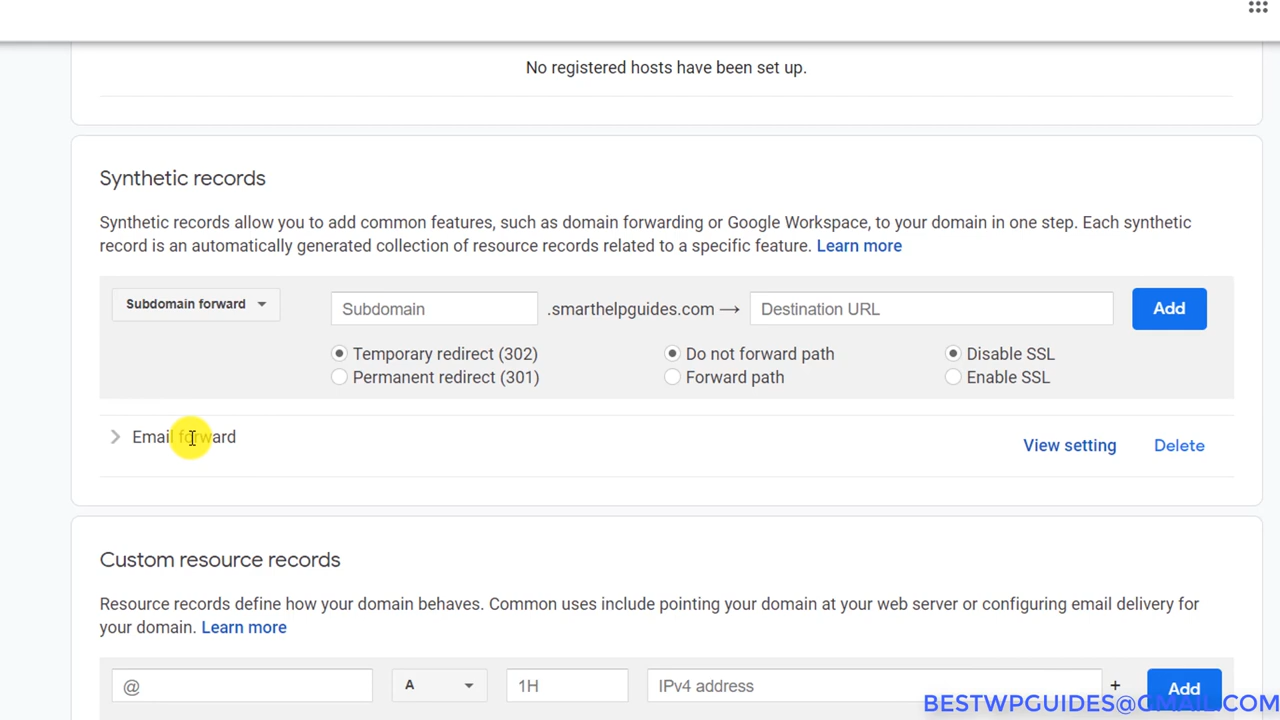 No registered hosts have been set up.
Synthetic records
Synthetic records allow you to add common features, such as domain forwarding or Google Workspace, to your domain in one step. Each synthetic
record is an automatically generated collection of resource records related to a specific feature. Learn more
Subdomain forward Subdomain .smarthelpguides.com → Destination URL Add
Temporary redirect (302) Do not forward path Disable SSL
Permanent redirect (301) Forward path Enable SSL
Email forward View setting Delete
Custom resource records
Resource records define how your domain behaves. Common uses include pointing your domain at your web server or configuring email delivery for
your domain. Learn more
@ A 1H IPv4 address + Add
BESTWPGUIDES@GMAIL.COM